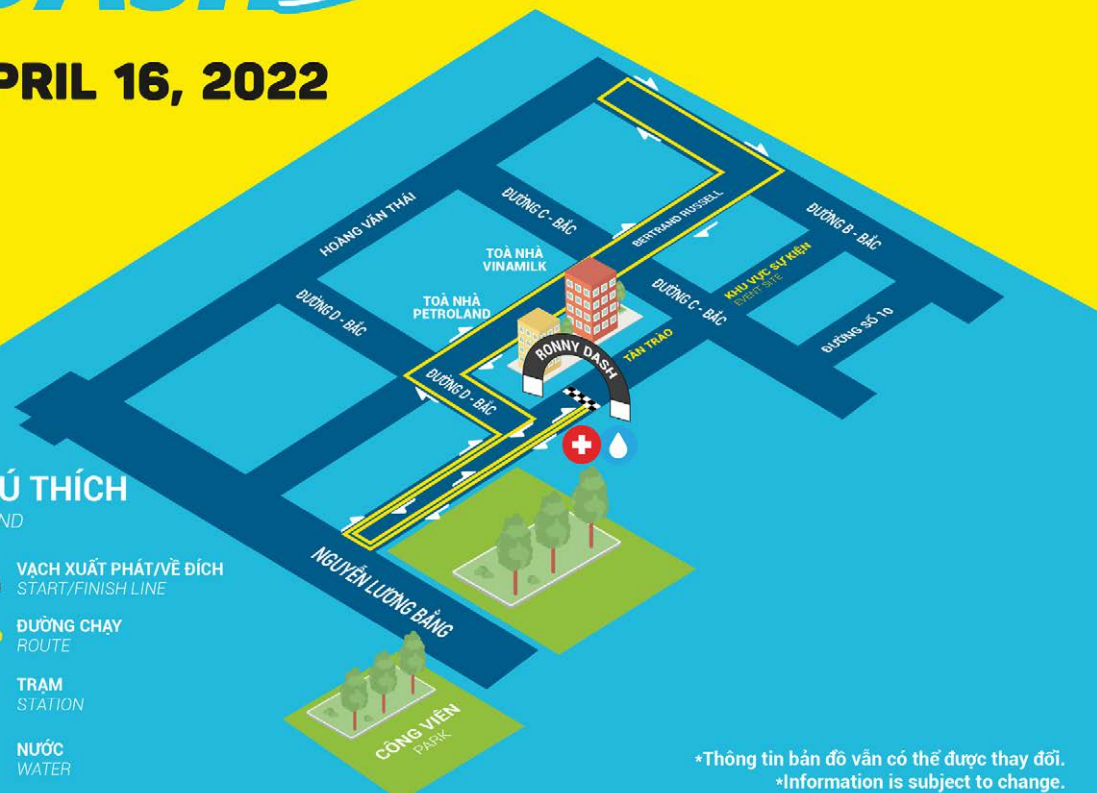 DASH
PRIL 16, 2022
HOÀNG VĂN THÁI
ĐƯỜNG C - BẮC
BERTRAND RUSSELL
ĐƯỜNG B - BẮC
TOÀ NHÀ
VINAMILK
KHU VỰC SỰ KIỆN
EVENT SITE
ĐƯỜNG D - BẮC
TOÀ NHÀ
PETROLAND
ĐƯỜNG C - BẮC
ĐƯỜNG SỐ 10
TÂN TRÀO
RONNY DASH
ĐƯỜNG D - BẮC
Ú THÍCH
ND
VẠCH XUẤT PHÁT/VỀ ĐÍCH
START/FINISH LINE
ĐƯỜNG CHẠY
ROUTE
TRẠM
STATION
NƯỚC
WATER
NGUYỄN LƯƠNG BẰNG
CÔNG VIÊN
PARK
*Thông tin bản đồ vẫn có thể được thay đổi.
*Information is subject to change.